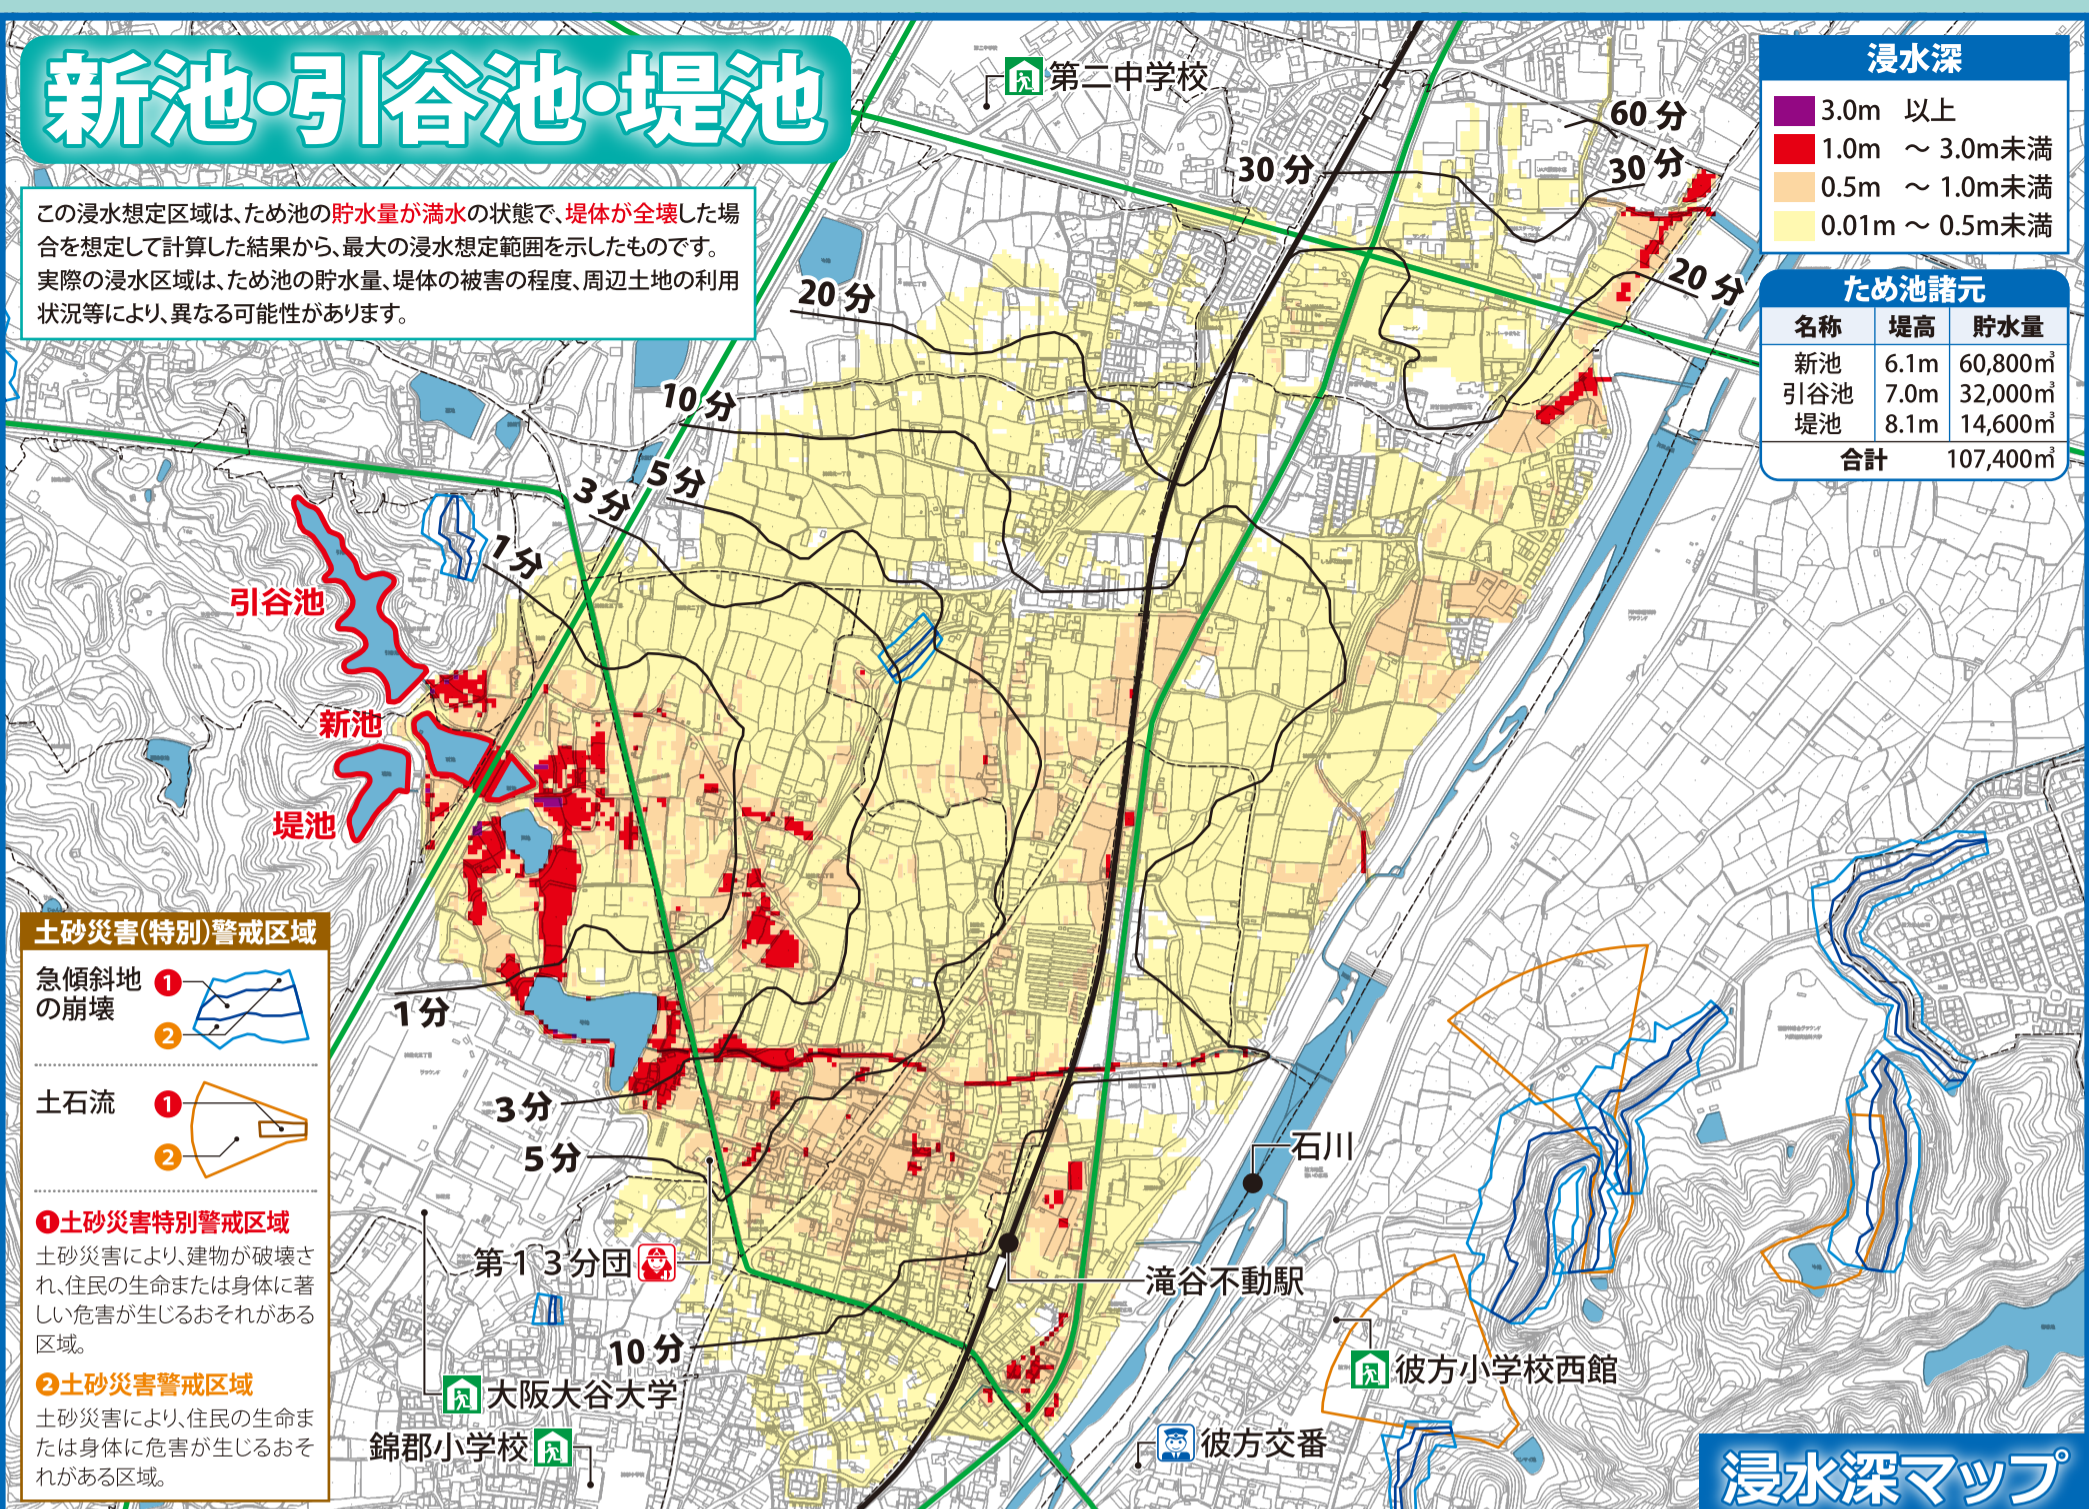 新池・引谷池・堤池
この浸水想定区域は、ため池の貯水量が満水の状態で、堤体が全壊した場
合を想定して計算した結果から、最大の浸水想定範囲を示したものです。
実際の浸水区域は、ため池の貯水量、堤体の被害の程度、周辺土地の利用
状況等により、異なる可能性があります。
浸水深
3.0m 以上
1.0m ～ 3.0m未満
0.5m ～ 1.0m未満
0.01m ～ 0.5m未満
ため池諸元
名称 堤高 貯水量
新池 6.1m 60,800㎥
引谷池 7.0m 32,000㎥
堤池 8.1m 14,600㎥
合計 107,400㎥
第二中学校
60分
30分
30分
20分
20分
10分
5分
3分
1分
引谷池
新池
堤池
1分
3分
5分
10分
石川
第13分団
滝谷不動駅
大阪大谷大学
錦郡小学校
彼方小学校西館
彼方交番
土砂災害(特別)警戒区域
急傾斜地
の崩壊
1
2
土石流
1
2
❶土砂災害特別警戒区域
土砂災害により、建物が破壊さ
れ、住民の生命または身体に著
しい危害が生じるおそれがある
区域。
❷土砂災害警戒区域
土砂災害により、住民の生命ま
たは身体に危害が生じるおそ
れがある区域。
浸水深マップ